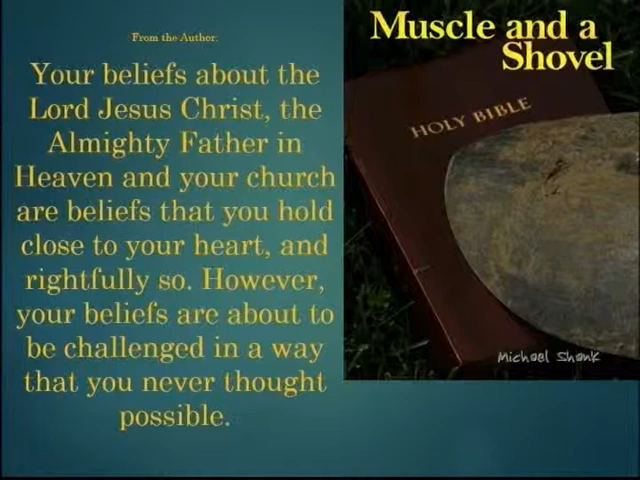 From the Author:
Your beliefs about the
Lord Jesus Christ, the
Almighty Father in
Heaven and your church
are beliefs that you hold
close to your heart, and
rightfully so. However,
your beliefs are about to
be challenged in a way
that you never thought
possible.
Muscle and a
Shovel
HOLY BIBLE
Michael Shank